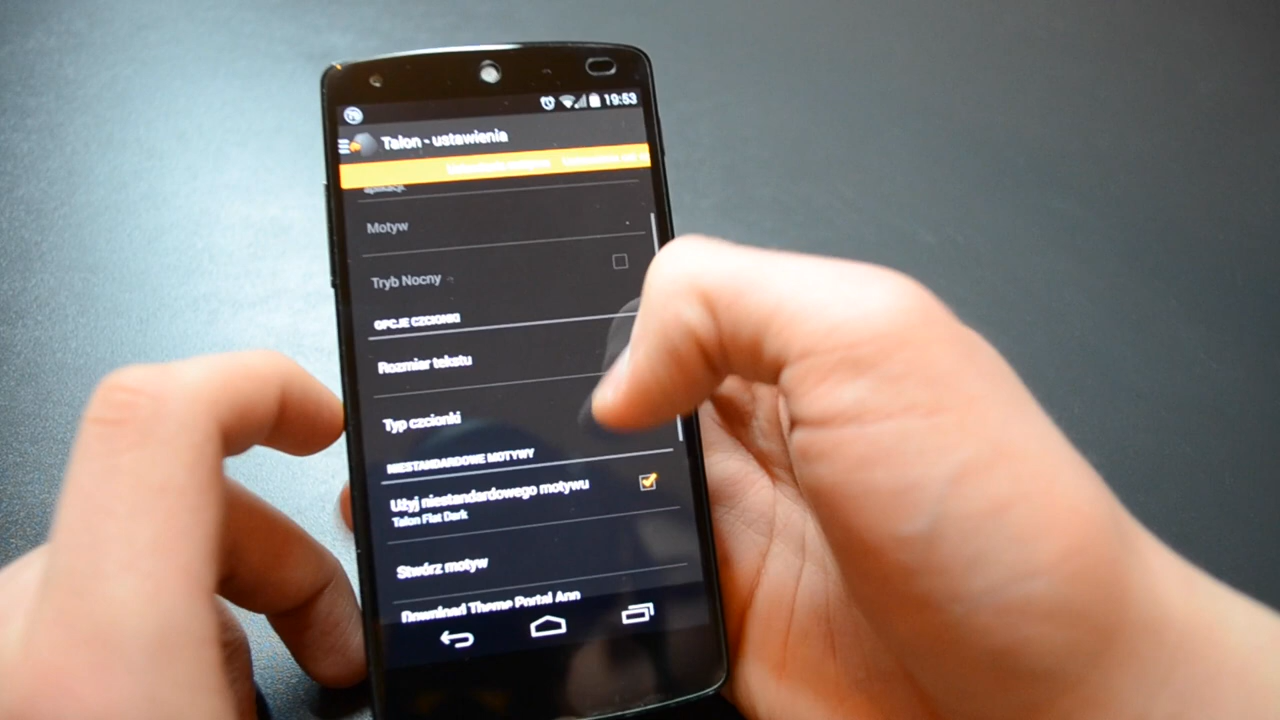 19:53
Talon - ustawienia
aplikacji
Motyw
Tryb Nocny
OPCJE CZCIONKI
Rozmiar tekstu
Typ czcionki
NIESTANDARDOWE MOTYWY
Użyj niestandardowego motywu
Talon Flat Dark
Stwórz motyw
Download Theme Portal App